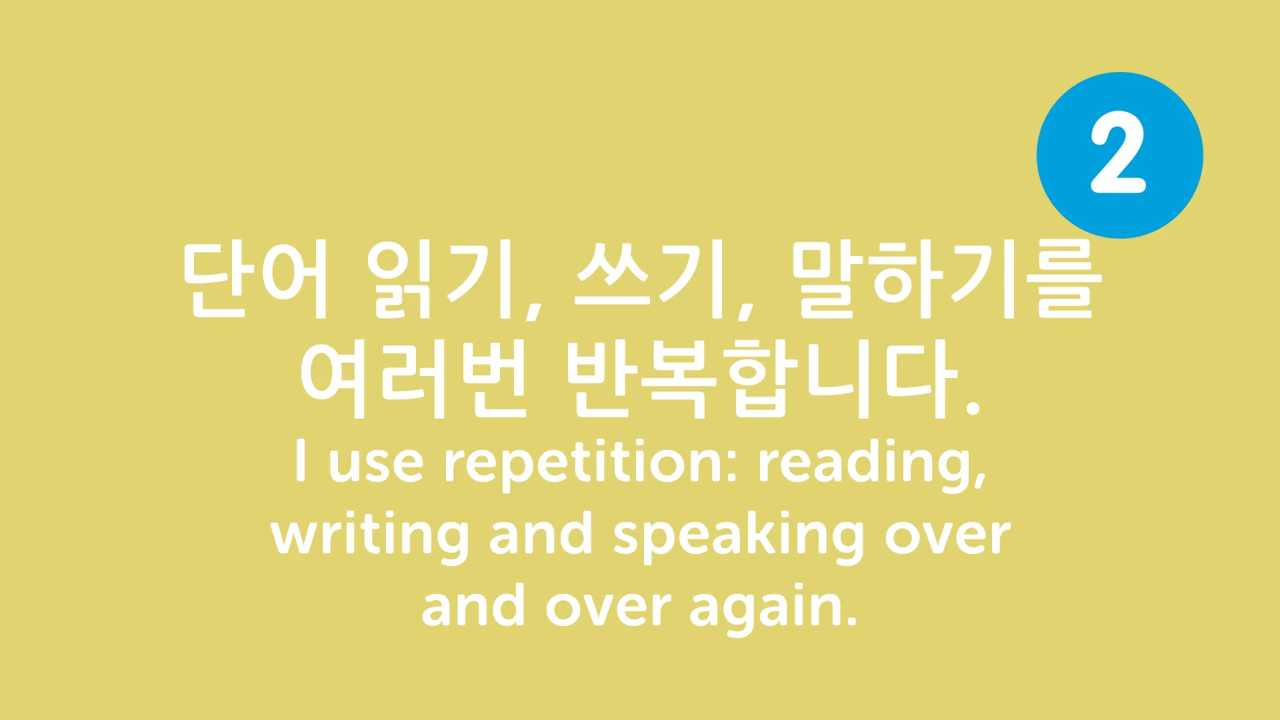 2
단어 읽기, 쓰기, 말하기를
여러번 반복합니다.
I use repetition: reading,
writing and speaking over
and over again.